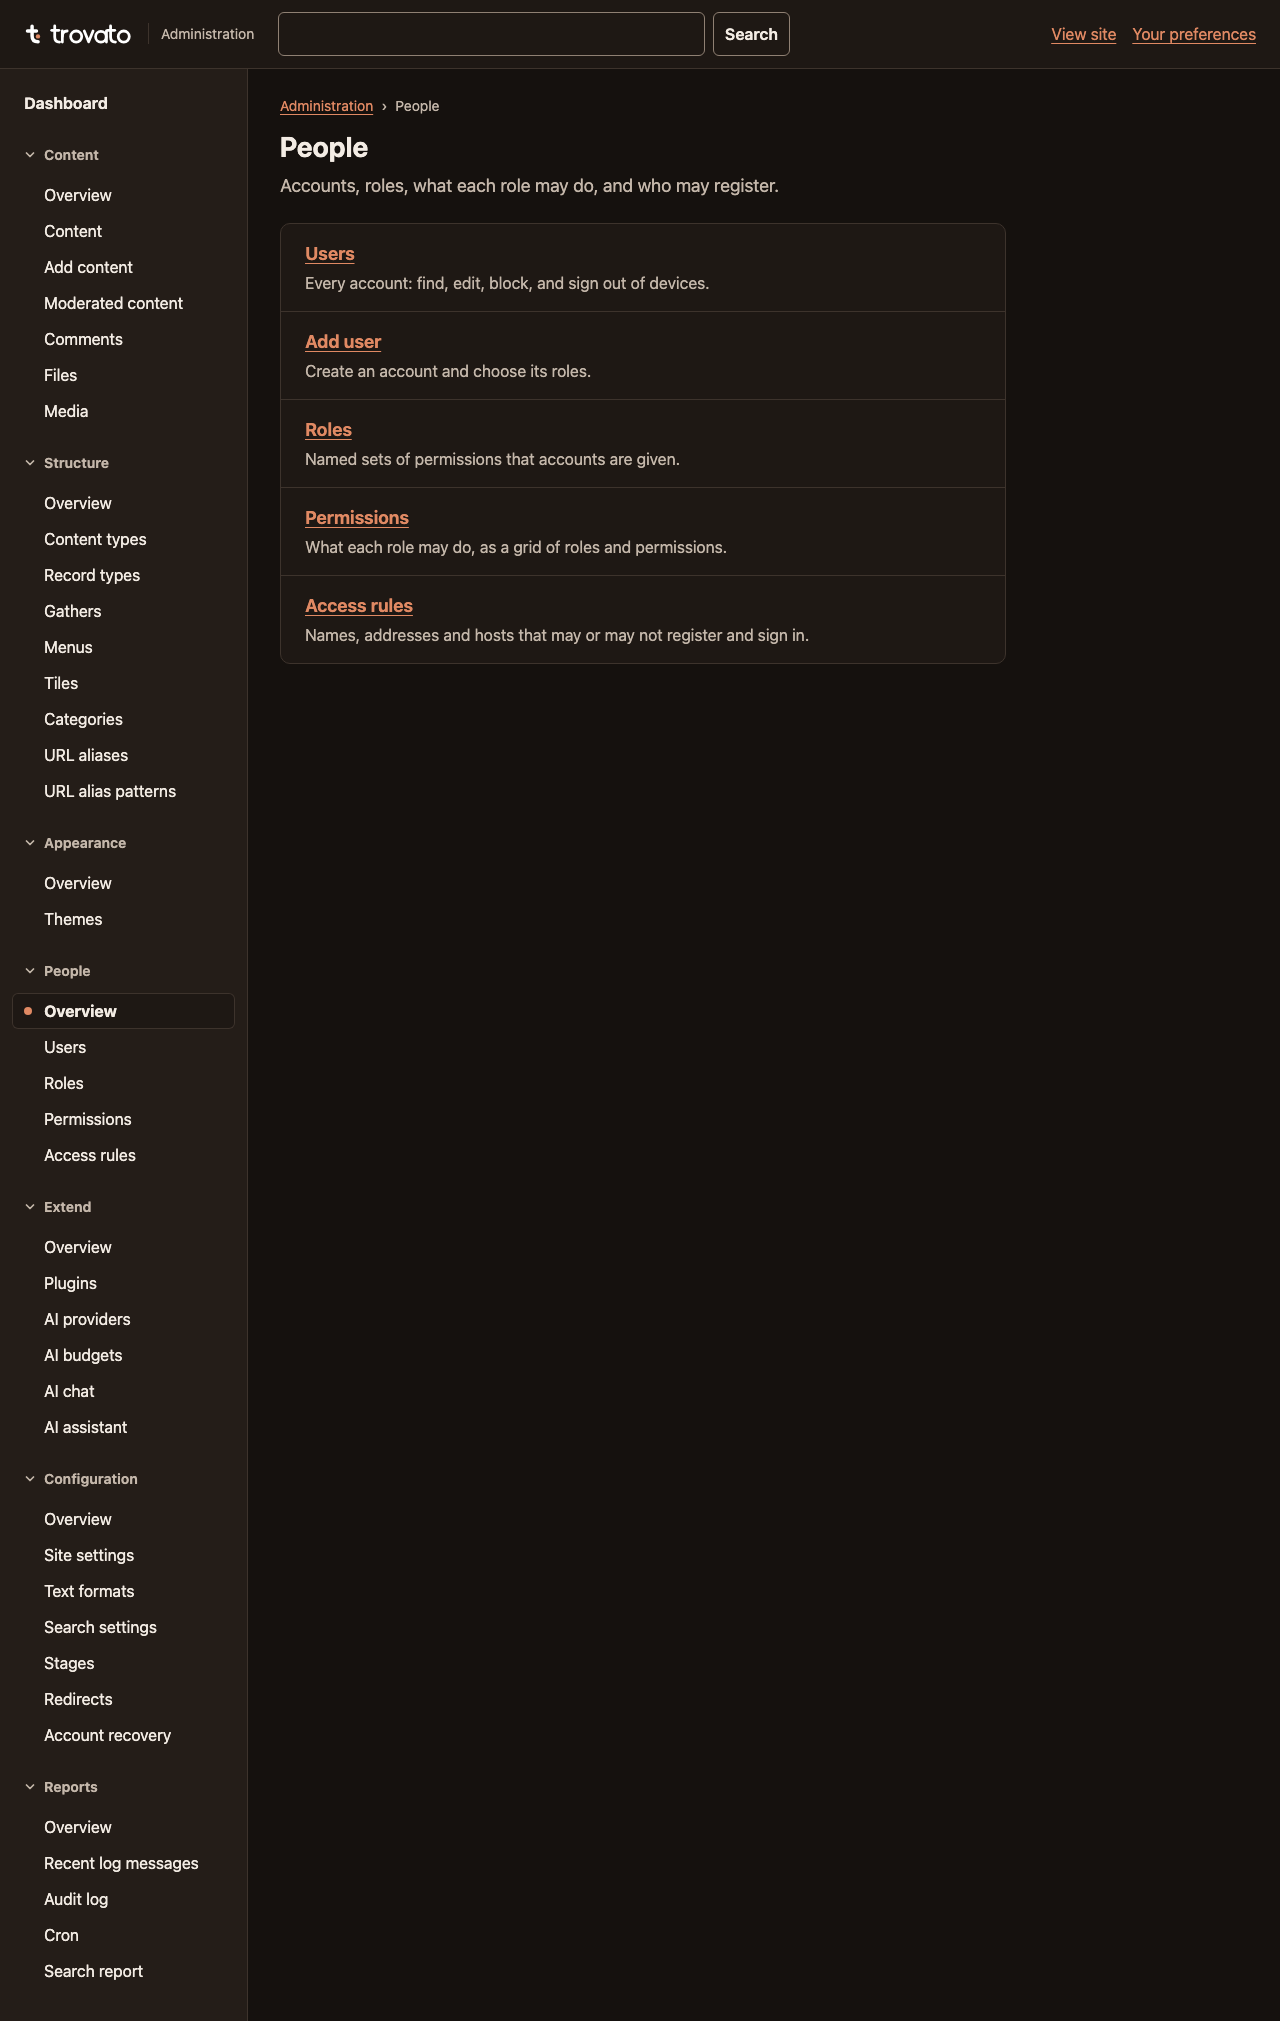 trovato
Administration
Search
View site
Your preferences
Dashboard
Content
Overview
Content
Add content
Moderated content
Comments
Files
Media
Structure
Overview
Content types
Record types
Gathers
Menus
Tiles
Categories
URL aliases
URL alias patterns
Appearance
Overview
Themes
People
Overview
Users
Roles
Permissions
Access rules
Extend
Overview
Plugins
AI providers
AI budgets
AI chat
AI assistant
Configuration
Overview
Site settings
Text formats
Search settings
Stages
Redirects
Account recovery
Reports
Overview
Recent log messages
Audit log
Cron
Search report
Administration › People
People
Accounts, roles, what each role may do, and who may register.
Users
Every account: find, edit, block, and sign out of devices.
Add user
Create an account and choose its roles.
Roles
Named sets of permissions that accounts are given.
Permissions
What each role may do, as a grid of roles and permissions.
Access rules
Names, addresses and hosts that may or may not register and sign in.